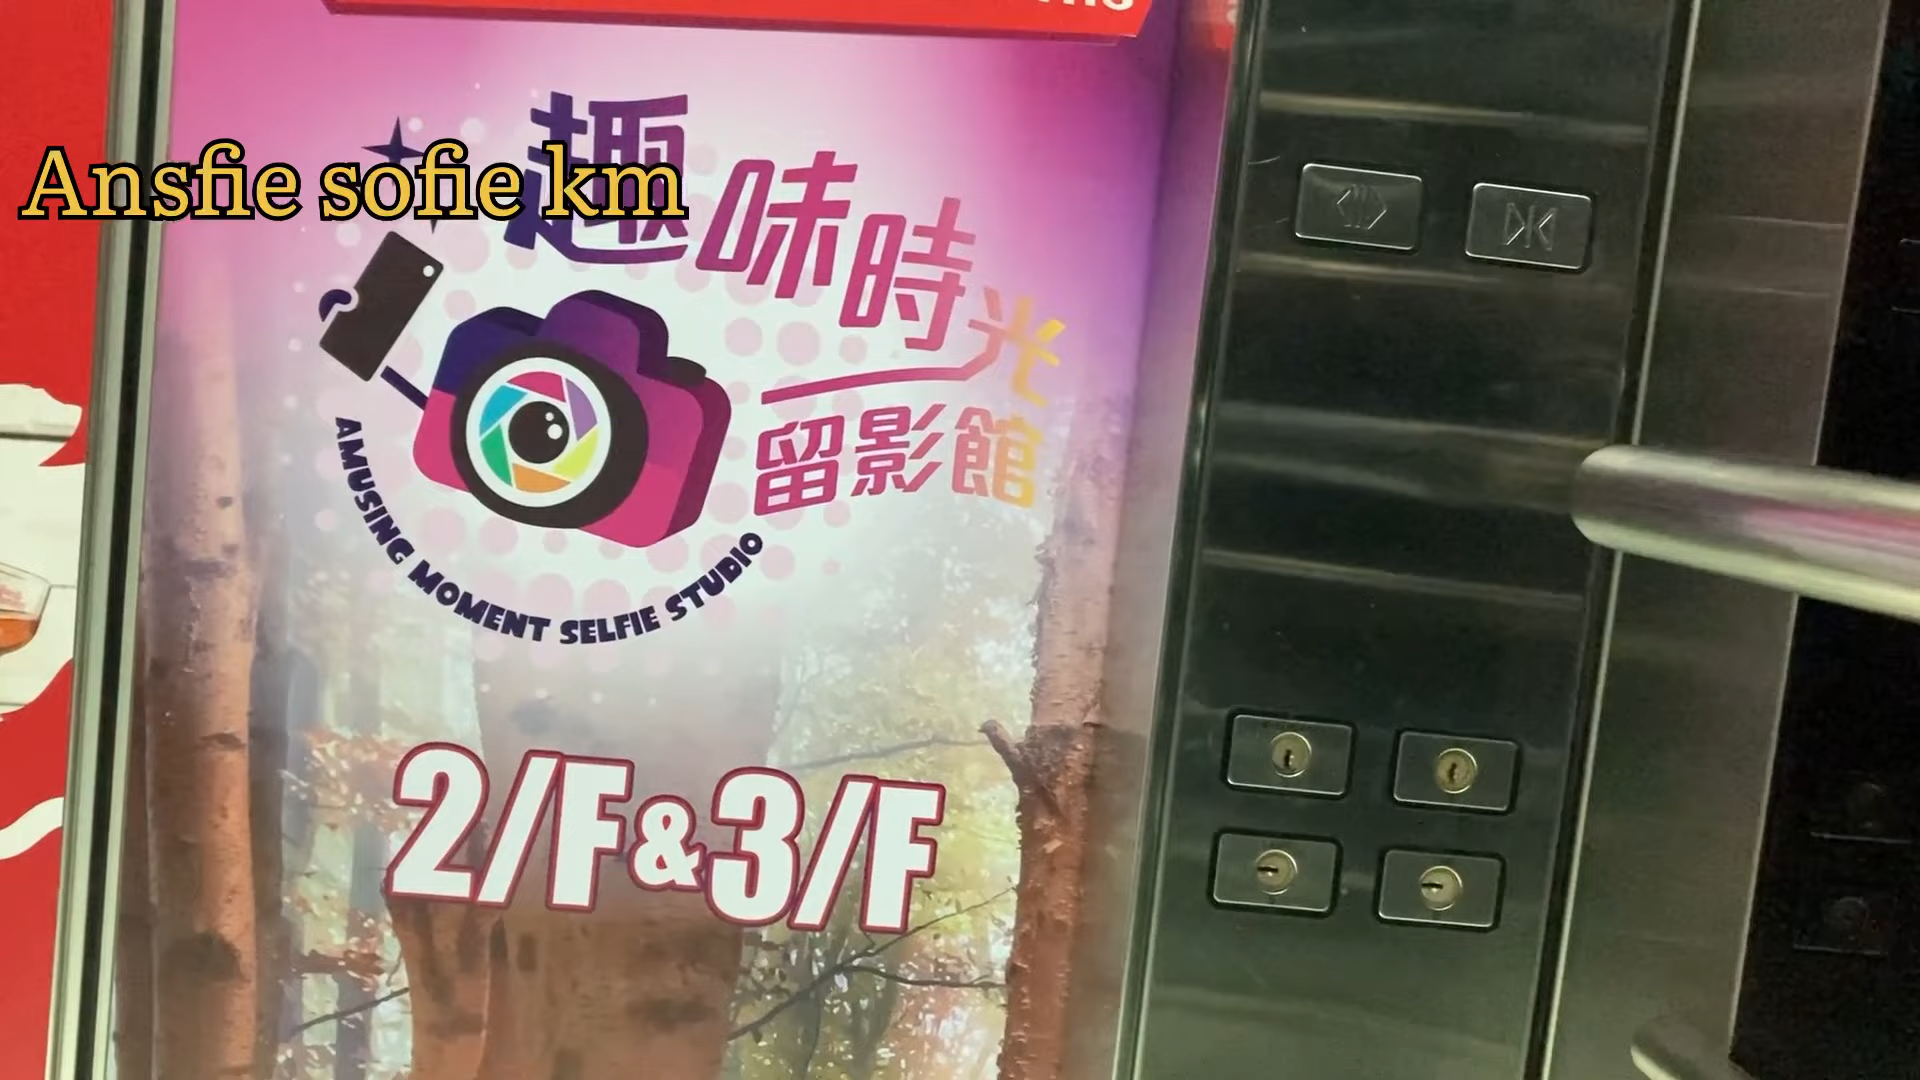 Ansfie sofie km
趣味時光
留影館
AMUSING MOMENT SELFIE STUDIO
2/F&3/F